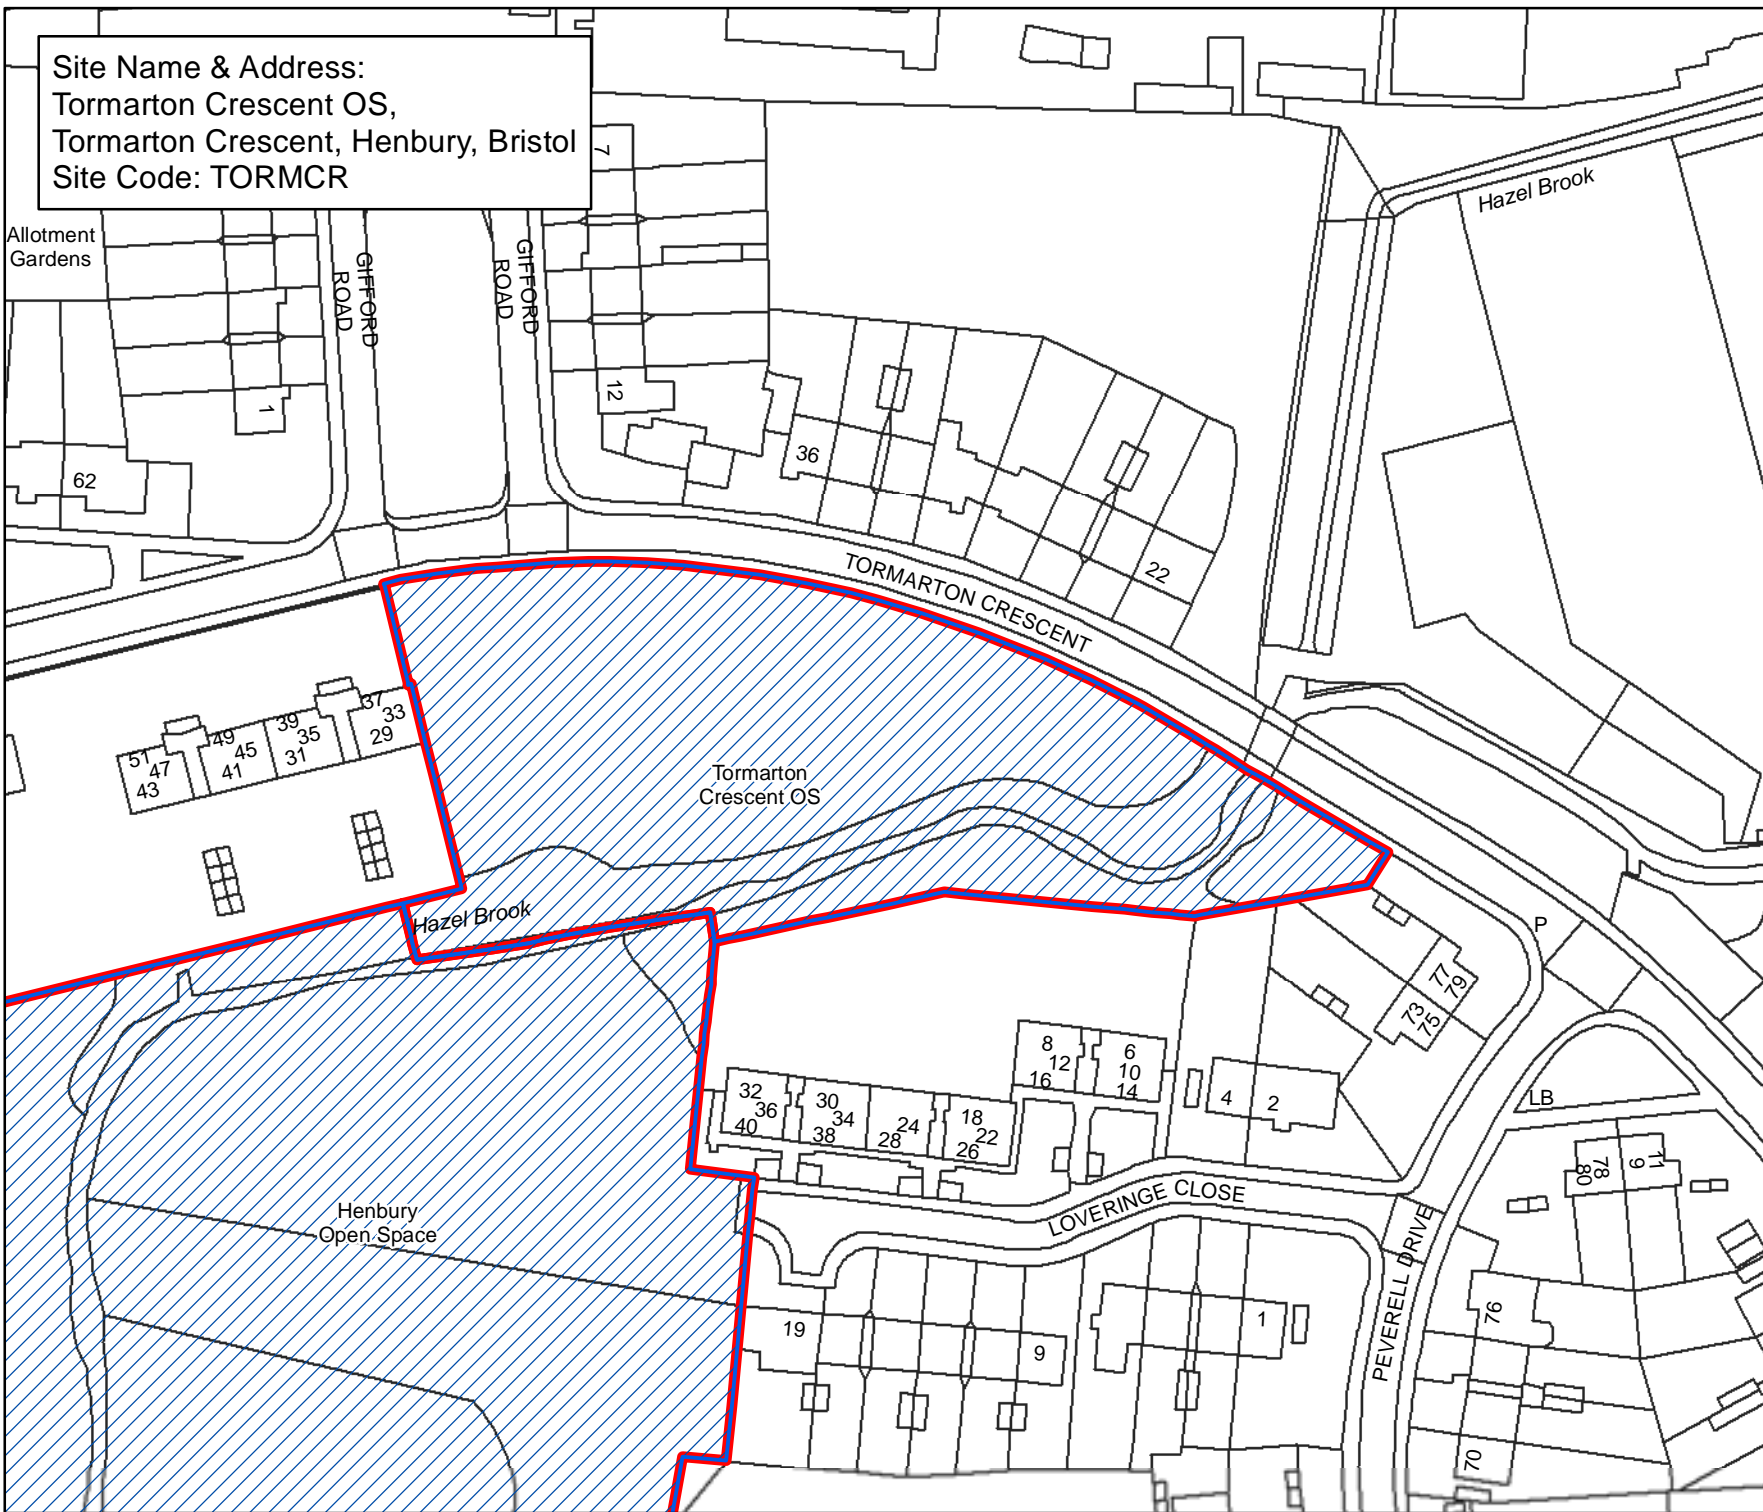 Site Name & Address:
Tormarton Crescent OS,
Tormarton Crescent, Henbury, Bristol
Site Code: TORMCR
7
Hazel Brook
Allotment
Gardens
GIFFORD
ROAD
GIFFORD
ROAD
1
12
36
62
22
TORMARTON CRESCENT
37
33
29
39
35
31
49
45
41
51
47
43
Tormarton
Crescent OS
Hazel Brook
P
77
79
73
75
8
12
16
6
10
14
4
2
LB
32
36
40
30
34
38
24
28
18
22
26
11
9
78
80
LOVERINGE CLOSE
Henbury
Open Space
PEVERELL DRIVE
19
9
1
76
70